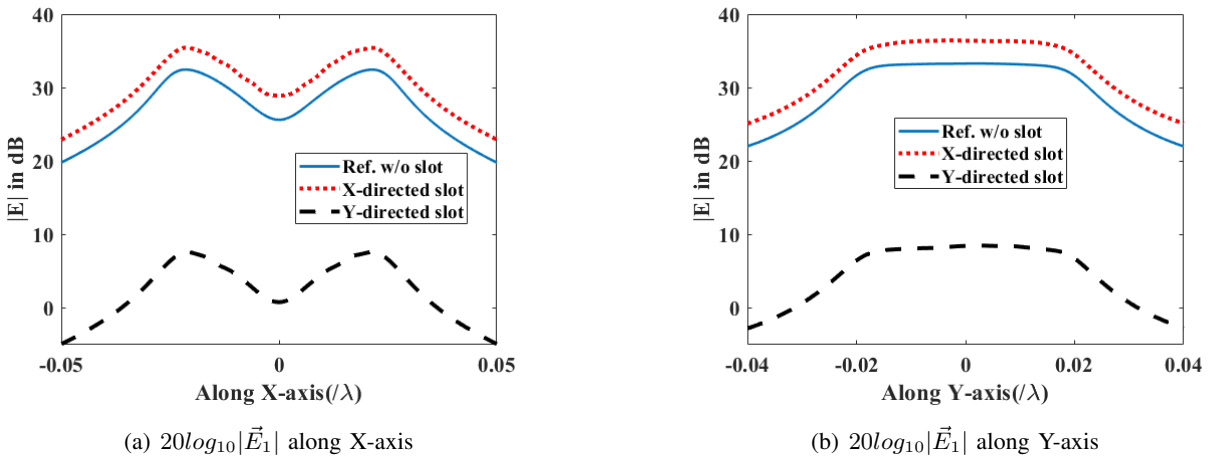 40
30
20
10
0
|E| in dB
Ref. w/o slot
X-directed slot
Y-directed slot
-0.05 0 0.05
Along X-axis(/λ)
(a) 20log₁₀|E⃗₁| along X-axis
40
30
20
10
0
|E| in dB
Ref. w/o slot
X-directed slot
Y-directed slot
-0.04 -0.02 0 0.02 0.04
Along Y-axis(/λ)
(b) 20log₁₀|E⃗₁| along Y-axis